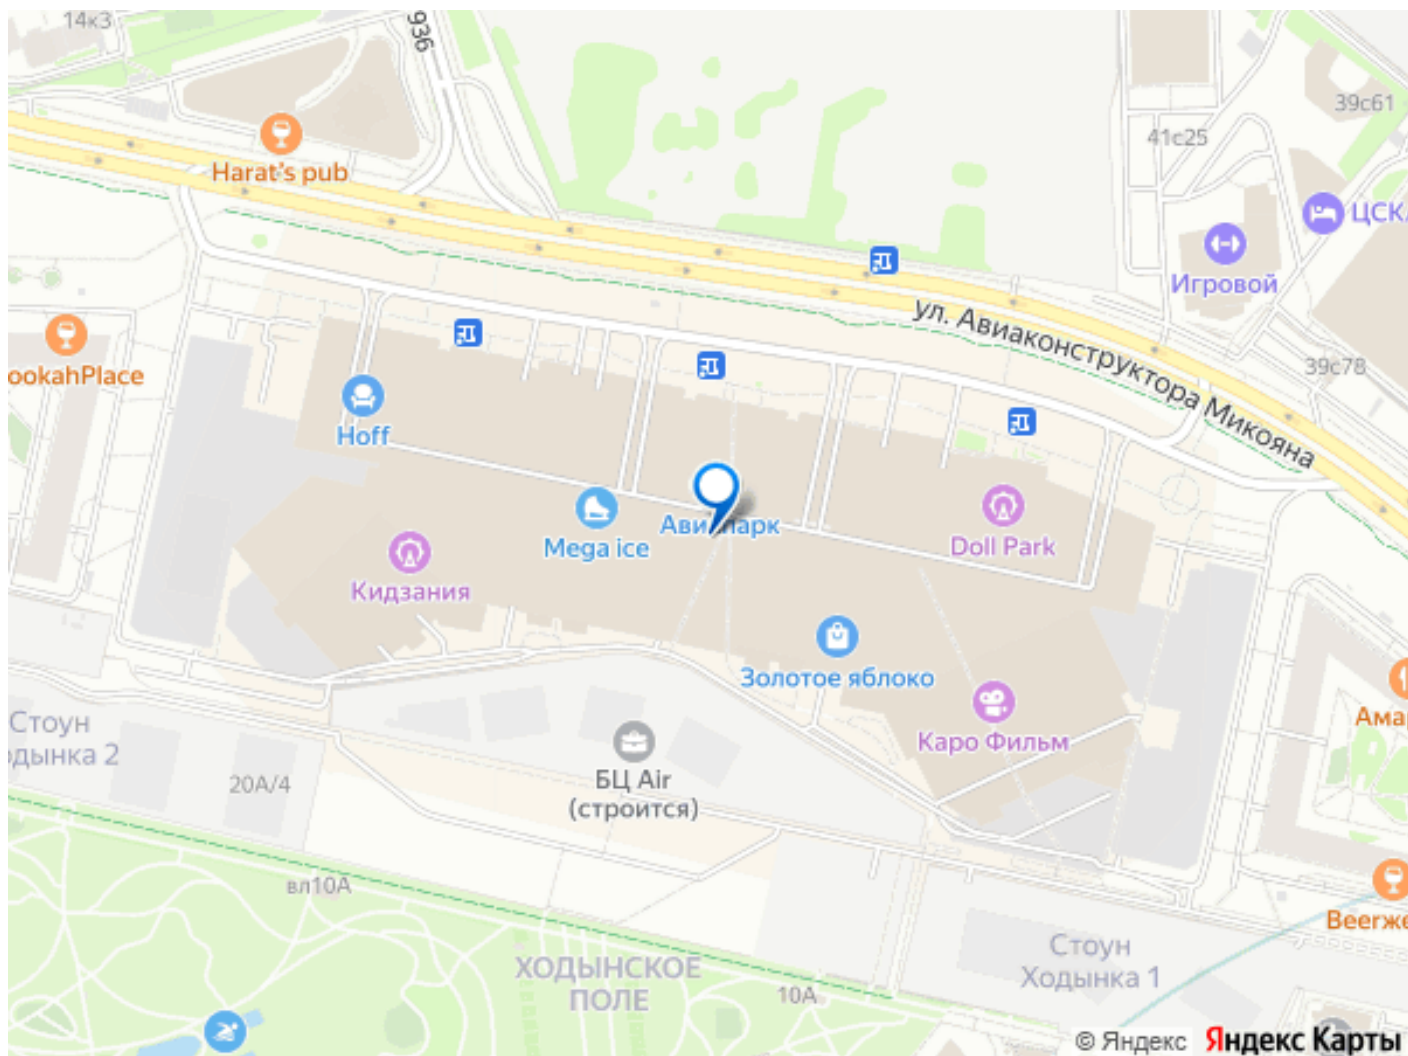 14к3
936
39с61
41с25
Harat's pub
ЦСК
Игровой
ул. Авиаконструктора Микояна
ookahPlace
39с78
Hoff
Авиапарк
Mega ice
Doll Park
Кидзания
Золотое яблоко
Стоун
одынка 2
Каро Фильм
Ама
20А/4
БЦ Air
(строится)
вл10А
Beerже
Стоун
Ходынка 1
ХОДЫНСКОЕ
ПОЛЕ
10А
© Яндекс Яндекс Карты